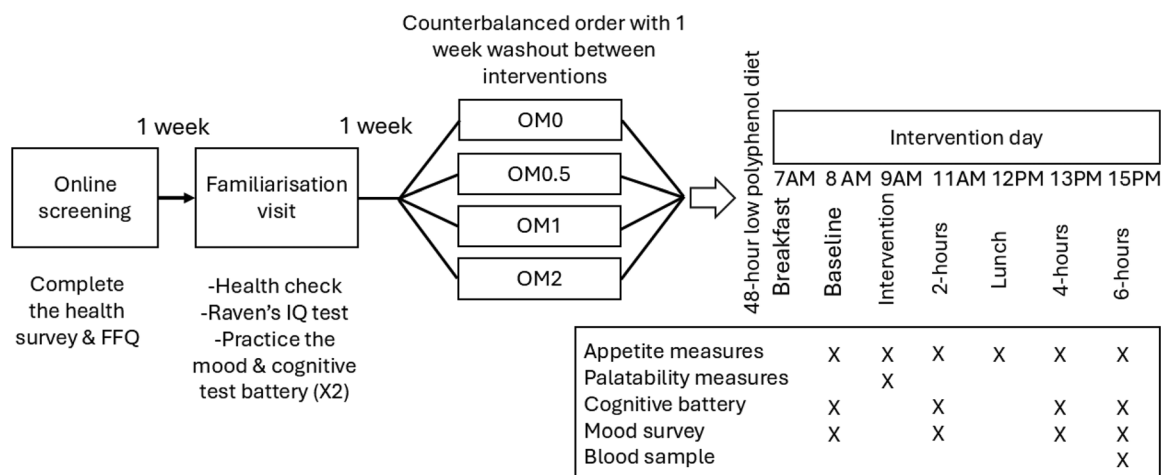 Counterbalanced order with 1
week washout between
interventions
1 week
1 week
Online
screening
Familiarisation
visit
OM0
OM0.5
OM1
OM2
Complete
the health
survey & FFQ
-Health check
-Raven's IQ test
-Practice the
mood & cognitive
test battery (X2)
48-hour low polyphenol diet
Intervention day
7AM 8 AM 9AM 11AM 12PM 13PM 15PM
Breakfast
Baseline
Intervention
2-hours
Lunch
4-hours
6-hours
Appetite measures X X X X X X
Palatability measures X
Cognitive battery X X X X
Mood survey X X X X
Blood sample X